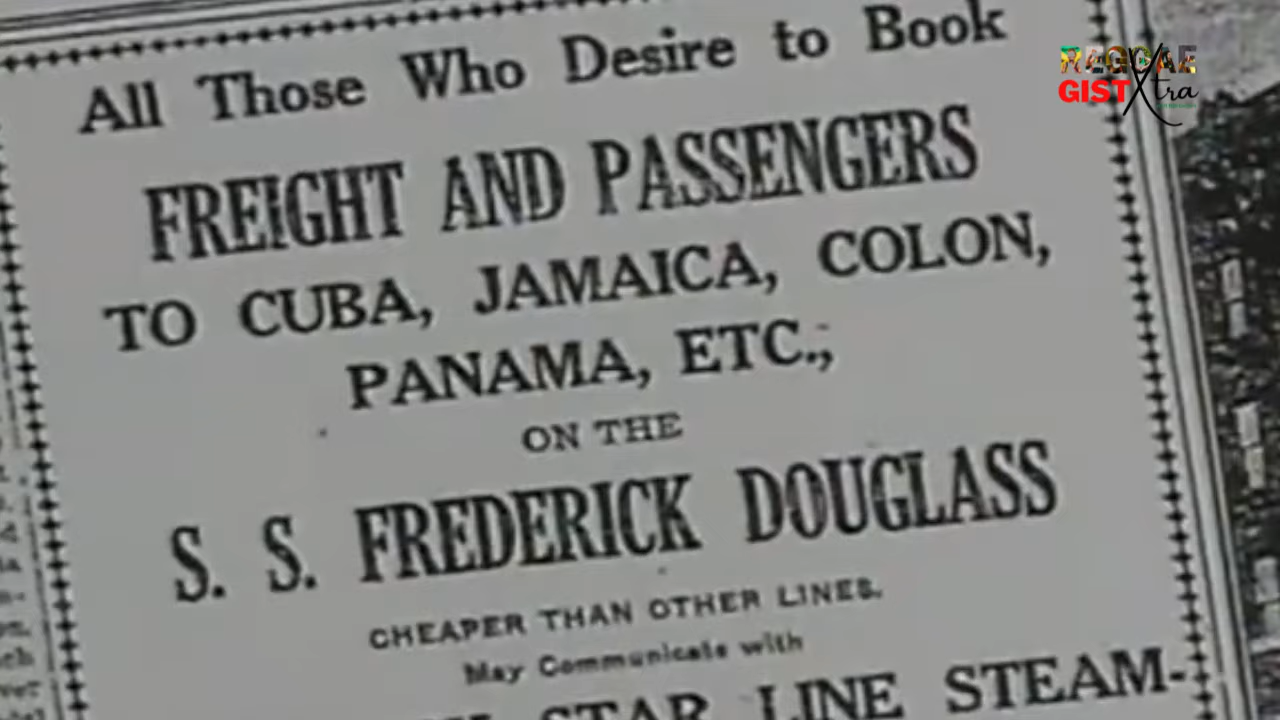 All Those Who Desire to Book
FREIGHT AND PASSENGERS
TO CUBA, JAMAICA, COLON,
PANAMA, ETC.,
ON THE
S. S. FREDERICK DOUGLASS
CHEAPER THAN OTHER LINES.
May Communicate with
STAR LINE STEAM-
REGGAE
GIST Xtra